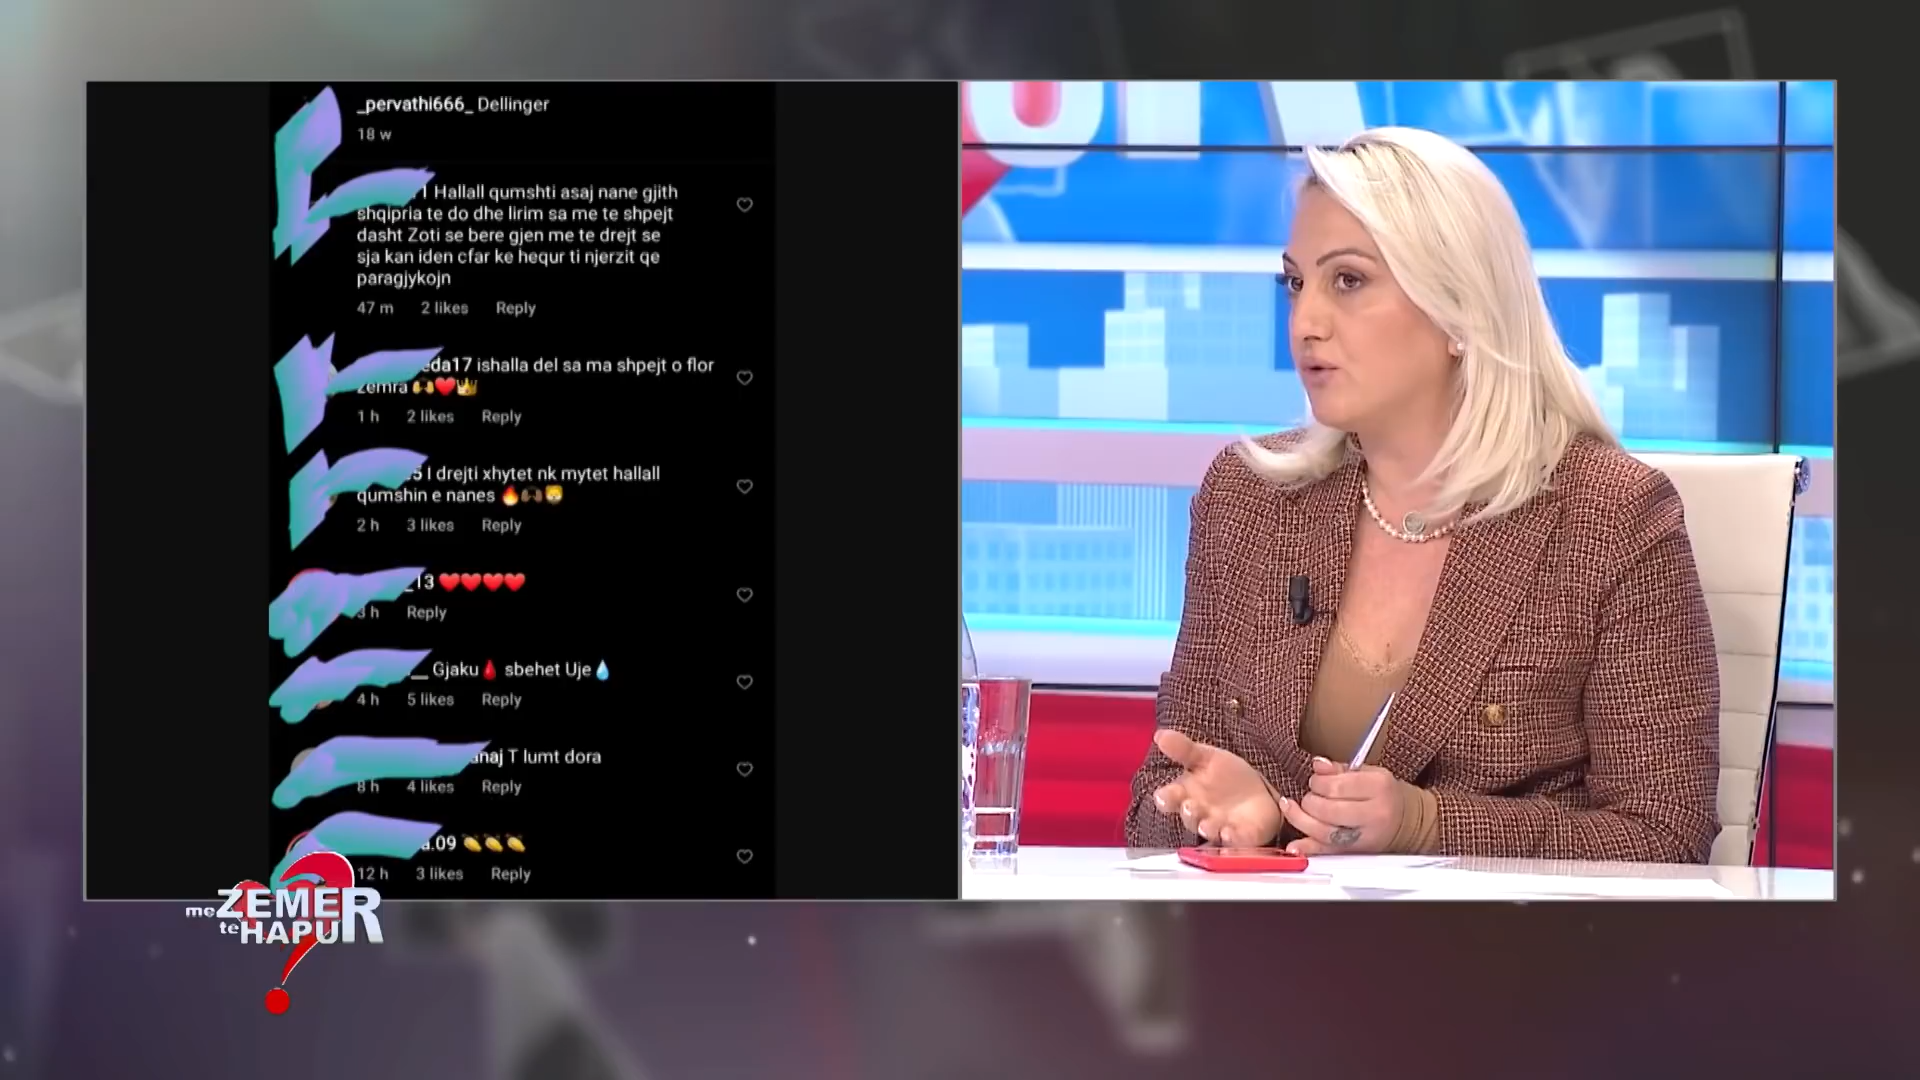 _pervathi666_ Dellinger
18 w
1 Hallall qumshti asaj nane gjith
shqipria te do dhe lirim sa me te shpejt
dasht Zoti se bere gjen me te drejt se
sja kan iden cfar ke hequr ti njerzit qe
paragjykojn
47 m 2 likes Reply
eda17 ishalla del sa ma shpejt o flor
zemra 🙌❤️👑
1 h 2 likes Reply
5 I drejti xhytet nk mytet hallall
qumshin e nanes 🔥🙌🦁
2 h 3 likes Reply
_13 ❤️❤️❤️❤️
3 h Reply
__ Gjaku🩸 sbehet Uje💧
4 h 5 likes Reply
anaj T lumt dora
8 h 4 likes Reply
a.09 👏👏👏
12 h 3 likes Reply
me ZEMER
te HAPUR